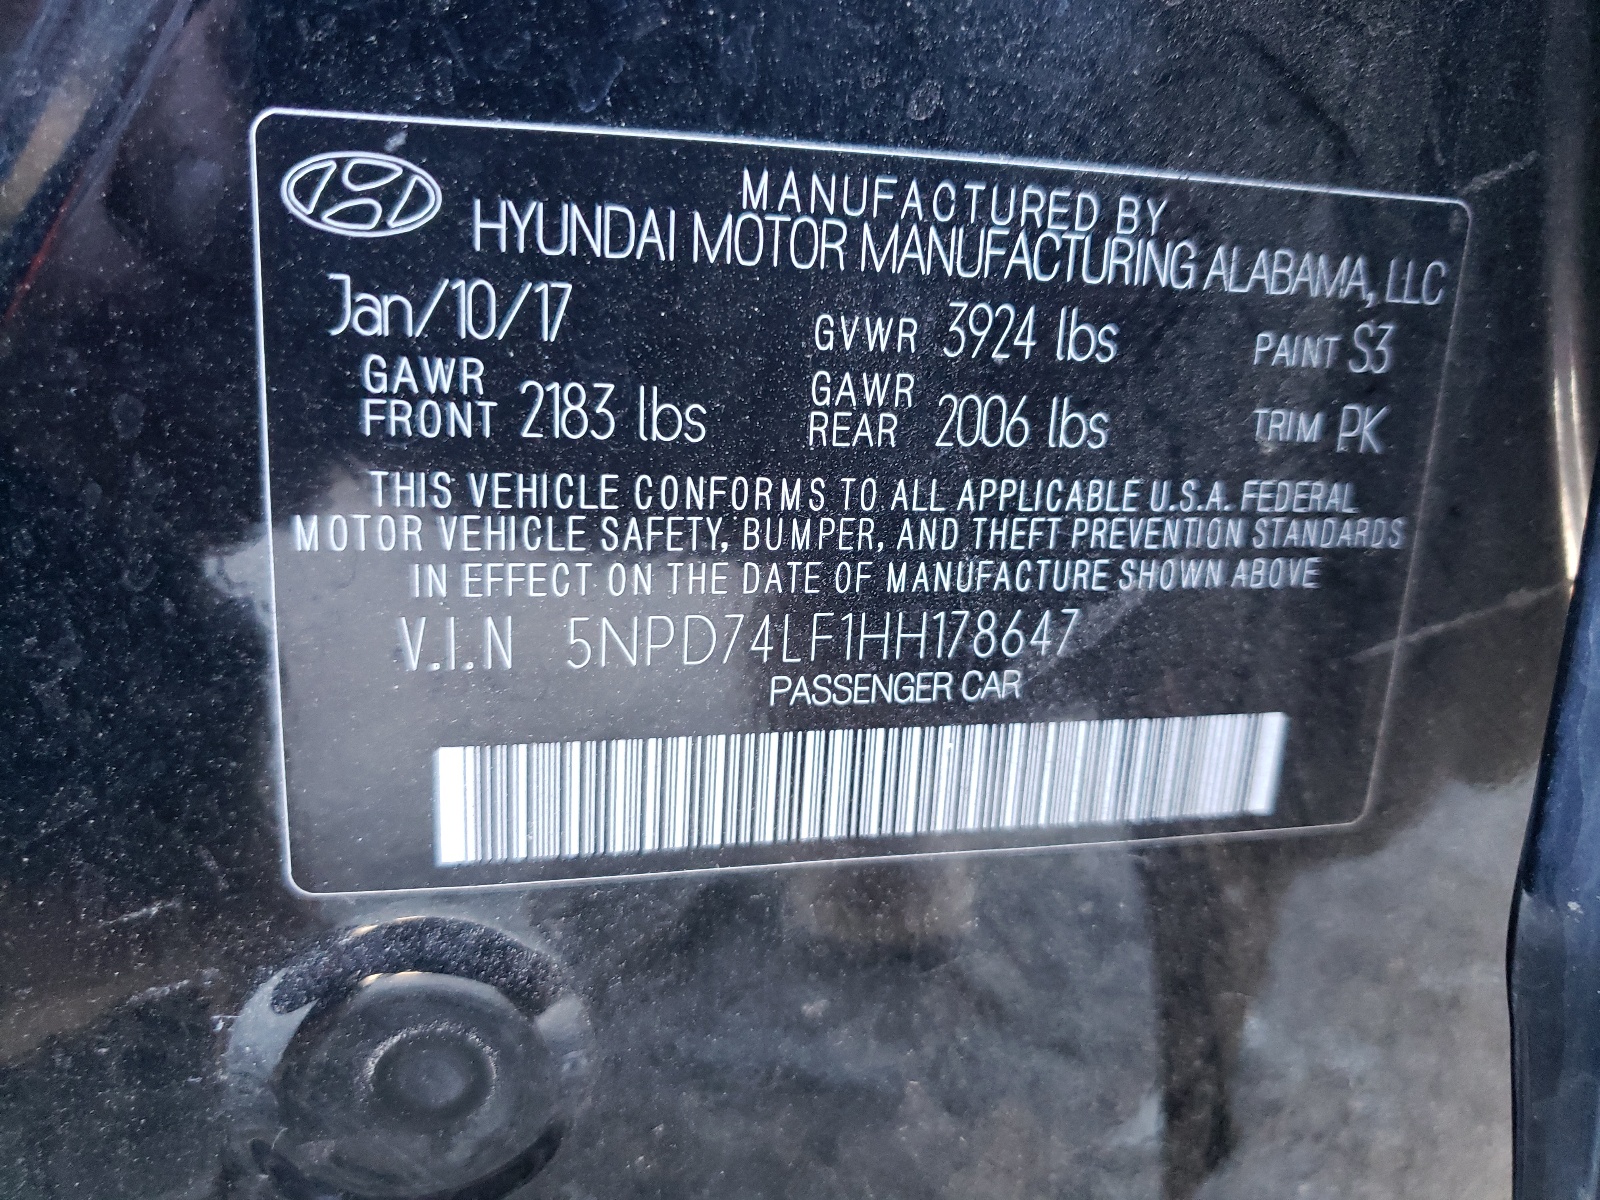 MANUFACTURED BY
HYUNDAI MOTOR MANUFACTURING ALABAMA, LLC
Jan/10/17 GVWR 3924 lbs PAINT S3
GAWR FRONT 2183 lbs GAWR REAR 2006 lbs TRIM PK
THIS VEHICLE CONFORMS TO ALL APPLICABLE U.S.A. FEDERAL
MOTOR VEHICLE SAFETY, BUMPER, AND THEFT PREVENTION STANDARDS
IN EFFECT ON THE DATE OF MANUFACTURE SHOWN ABOVE
V.I.N 5NPD74LF1HH178647
PASSENGER CAR